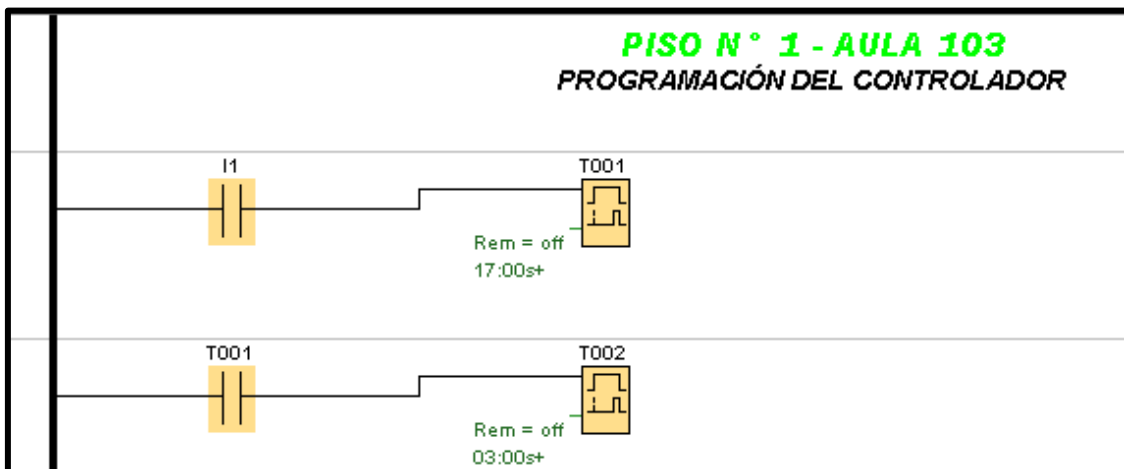 PISO N° 1 - AULA 103
PROGRAMACIÓN DEL CONTROLADOR
I1
T001
Rem = off
17:00s+
T001
T002
Rem = off
03:00s+